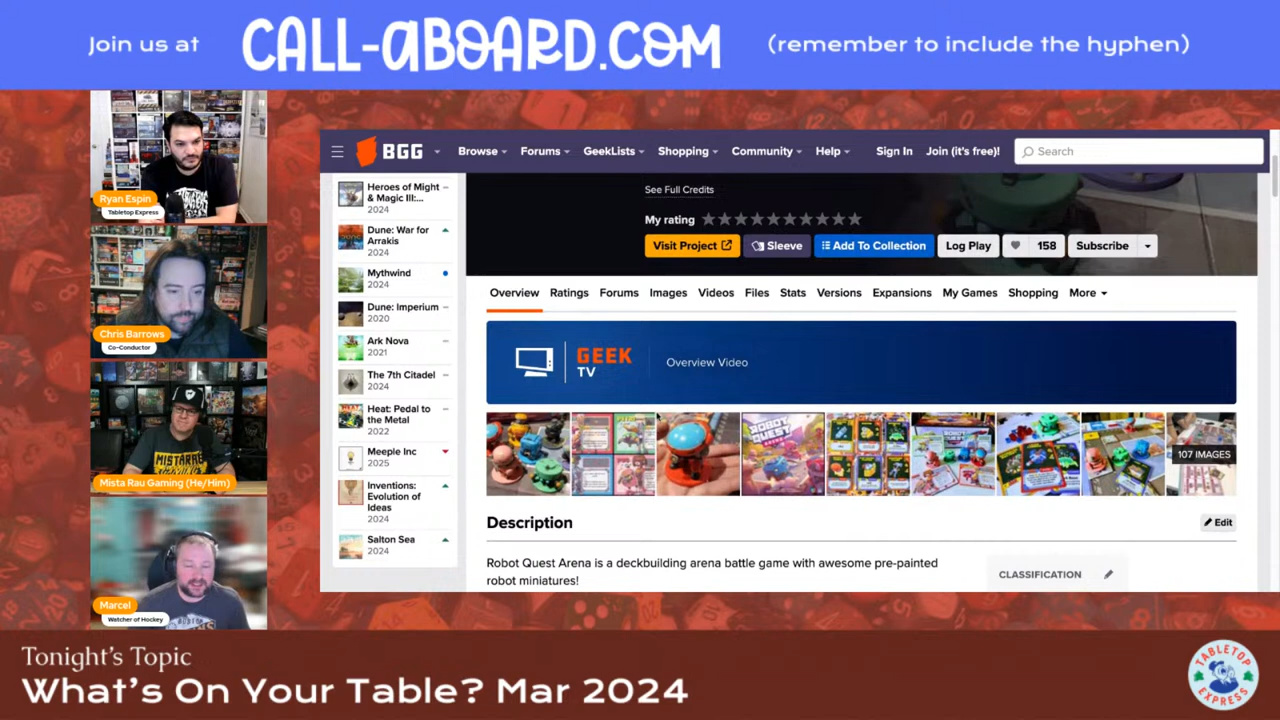 Join us at CALL-aBOARD.COM (remember to include the hyphen)
Ryan Espin
Tabletop Express
Chris Barrows
Co-Conductor
MISTARAU
GAMING
Mista Rau Gaming (He/Him)
Marcel
Watcher of Hockey
BGG Browse Forums GeekLists Shopping Community Help Sign In Join (it's free)! Search
Heroes of Might
& Magic III:...
2024
Dune: War for
Arrakis
2024
Mythwind
2024
Dune: Imperium
2020
Ark Nova
2021
The 7th Citadel
2024
Heat: Pedal to
the Metal
2022
Meeple Inc
2025
Inventions:
Evolution of
Ideas
2024
Salton Sea
2024
See Full Credits
My rating
Visit Project Sleeve Add To Collection Log Play 158 Subscribe
Overview Ratings Forums Images Videos Files Stats Versions Expansions My Games Shopping More
GEEK
TV
Overview Video
ROBOT
QUEST
107 IMAGES
Description
Edit
Robot Quest Arena is a deckbuilding arena battle game with awesome pre-painted
robot miniatures!
CLASSIFICATION
Tonight's Topic
What's On Your Table? Mar 2024
TABLETOP
EXPRESS